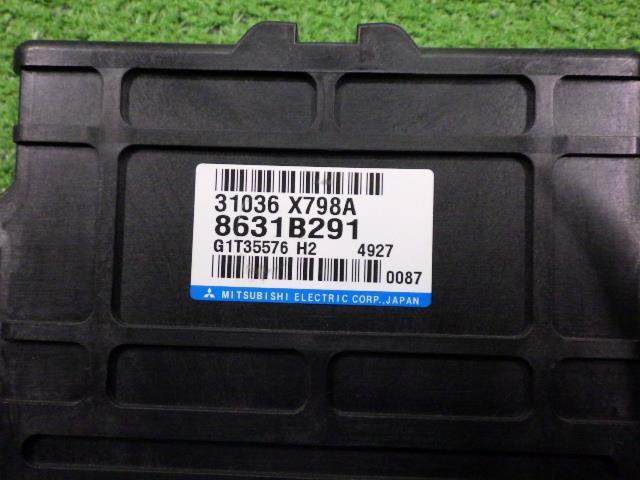 31036 X798A
8631B291
G1T35576 H2 4927
0087
MITSUBISHI ELECTRIC CORP.,JAPAN